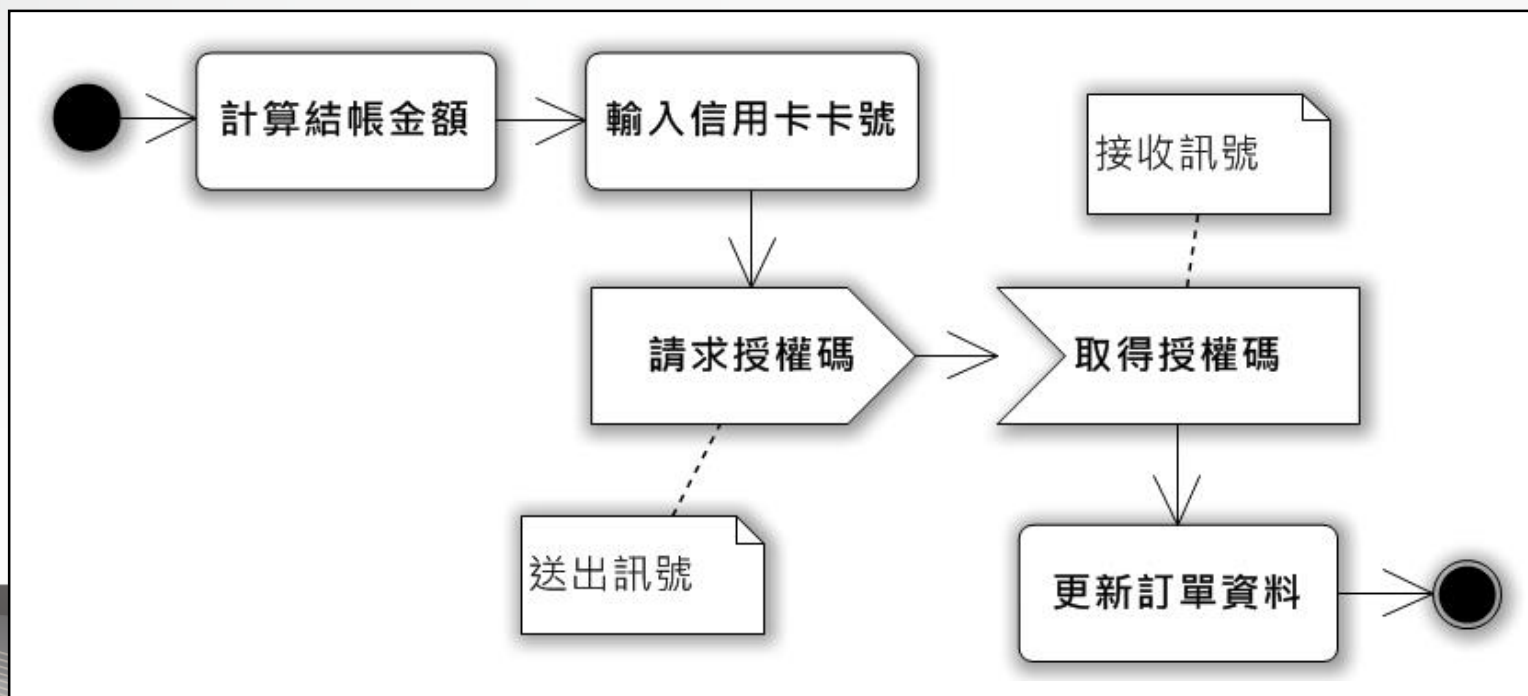 計算結帳金額
輸入信用卡卡號
接收訊號
請求授權碼
取得授權碼
送出訊號
更新訂單資料